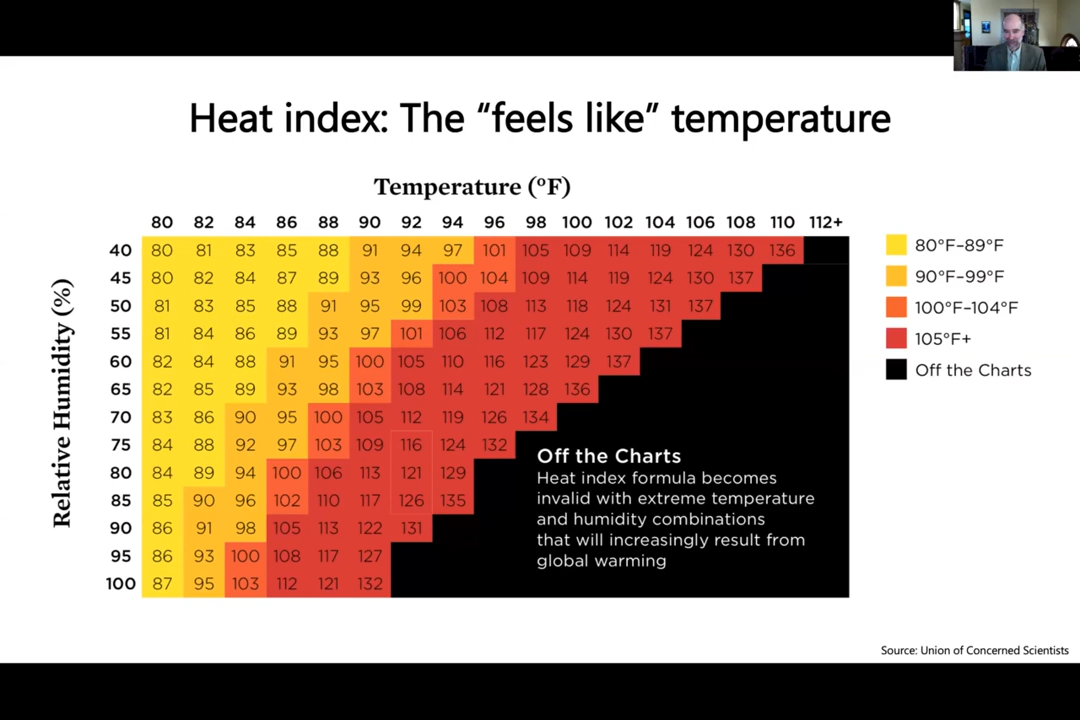 Heat index: The “feels like” temperature
Temperature (°F)
80 82 84 86 88 90 92 94 96 98 100 102 104 106 108 110 112+
Relative Humidity (%)
40 80 81 83 85 88 91 94 97 101 105 109 114 119 124 130 136
45 80 82 84 87 89 93 96 100 104 109 114 119 124 130 137
50 81 83 85 88 91 95 99 103 108 113 118 124 131 137
55 81 84 86 89 93 97 101 106 112 117 124 130 137
60 82 84 88 91 95 100 105 110 116 123 129 137
65 82 85 89 93 98 103 108 114 121 128 136
70 83 86 90 95 100 105 112 119 126 134
75 84 88 92 97 103 109 116 124 132
80 84 89 94 100 106 113 121 129
85 85 90 96 102 110 117 126 135
90 86 91 98 105 113 122 131
95 86 93 100 108 117 127
100 87 95 103 112 121 132
80°F–89°F
90°F–99°F
100°F–104°F
105°F+
Off the Charts
Off the Charts
Heat index formula becomes
invalid with extreme temperature
and humidity combinations
that will increasingly result from
global warming
Source: Union of Concerned Scientists